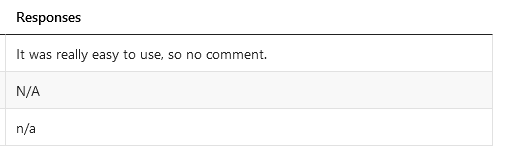 Responses
It was really easy to use, so no comment.
N/A
n/a